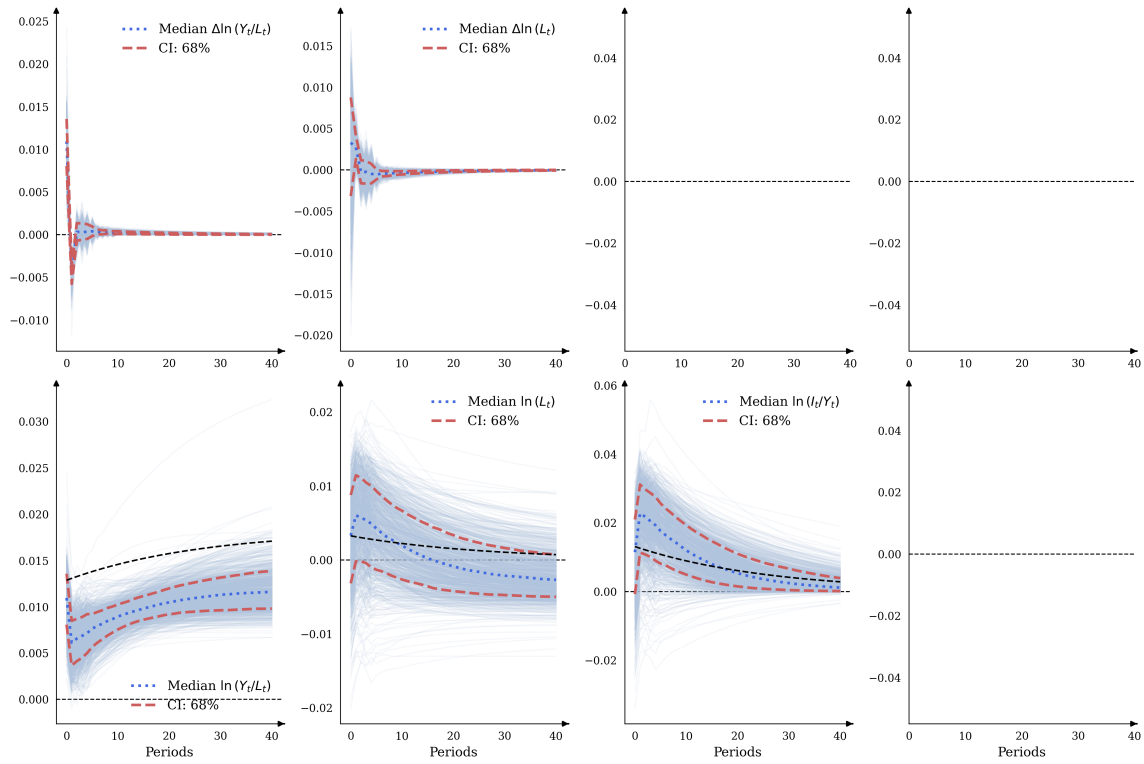 0.025
0.020
0.015
0.010
0.005
0.000
−0.005
−0.010
0 10 20 30 40
Median Δln (Yₜ/Lₜ)
CI: 68%
0.015
0.010
0.005
0.000
−0.005
−0.010
−0.015
−0.020
0 10 20 30 40
Median Δln (Lₜ)
CI: 68%
0.04
0.02
0.00
−0.02
−0.04
0 10 20 30 40
0.04
0.02
0.00
−0.02
−0.04
0 10 20 30 40
0.030
0.025
0.020
0.015
0.010
0.005
0.000
0 10 20 30 40
Median ln (Yₜ/Lₜ)
CI: 68%
Periods
0.02
0.01
0.00
−0.01
−0.02
0 10 20 30 40
Median ln (Lₜ)
CI: 68%
Periods
0.06
0.04
0.02
0.00
−0.02
0 10 20 30 40
Median ln (Iₜ/Yₜ)
CI: 68%
Periods
0.04
0.02
0.00
−0.02
−0.04
0 10 20 30 40
Periods